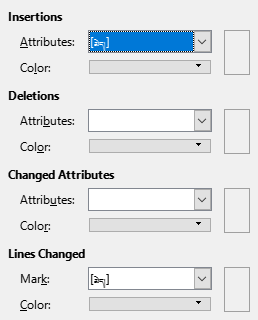 Insertions
Attributes:
Color:
Deletions
Attributes:
Color:
Changed Attributes
Attributes:
Color:
Lines Changed
Mark:
Color: